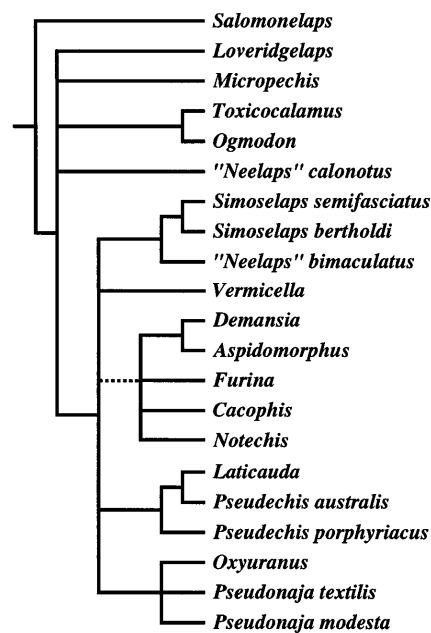 Salomonelaps
Loveridgelaps
Micropechis
Toxicocalamus
Ogmodon
"Neelaps" calonotus
Simoselaps semifasciatus
Simoselaps bertholdi
"Neelaps" bimaculatus
Vermicella
Demansia
Aspidomorphus
Furina
Cacophis
Notechis
Laticauda
Pseudechis australis
Pseudechis porphyriacus
Oxyuranus
Pseudonaja textilis
Pseudonaja modesta